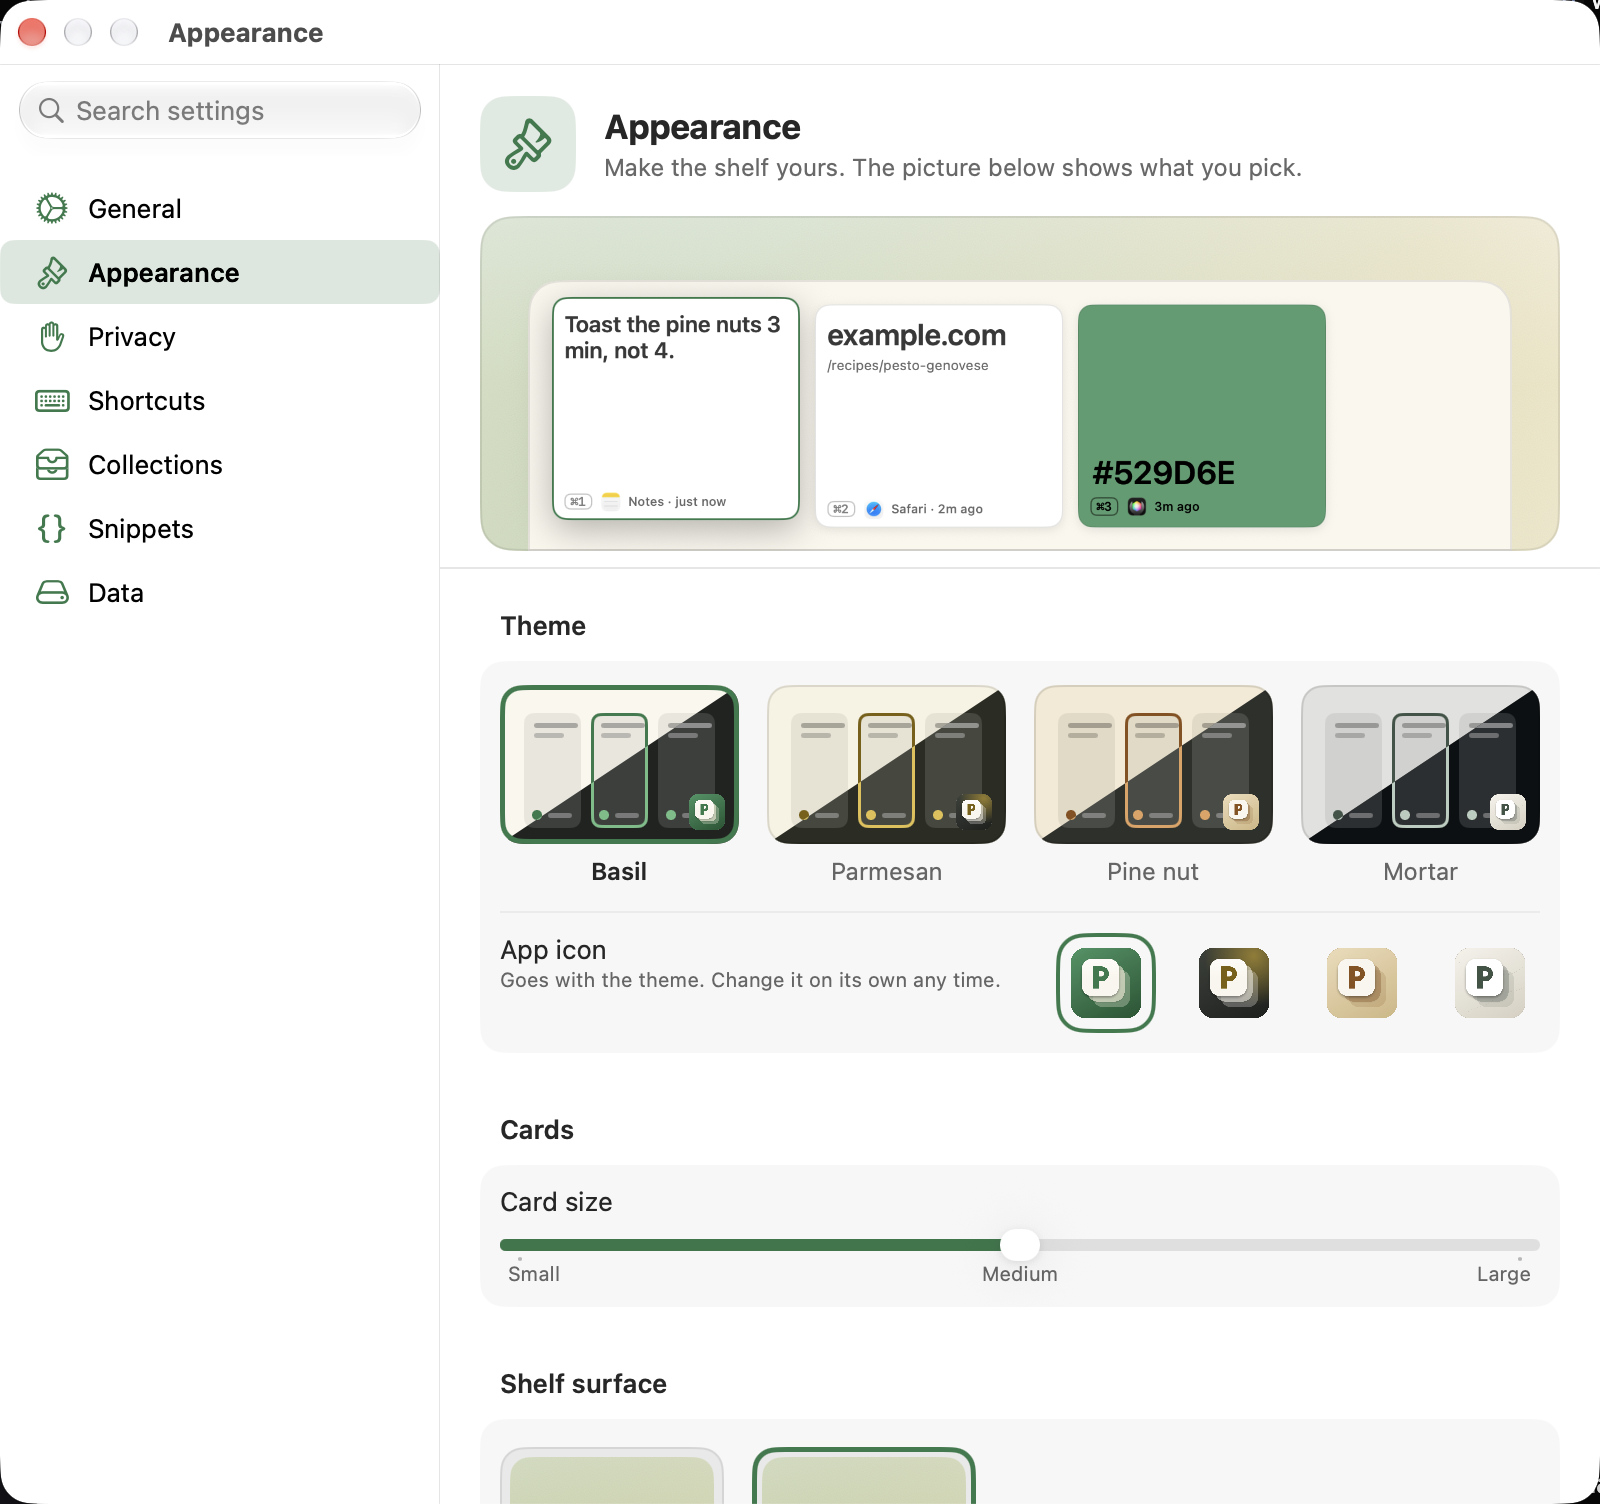 Appearance
Search settings
General
Appearance
Privacy
Shortcuts
Collections
Snippets
Data
Appearance
Make the shelf yours. The picture below shows what you pick.
Toast the pine nuts 3
min, not 4.
⌘1 Notes · just now
example.com
/recipes/pesto-genovese
⌘2 Safari · 2m ago
#529D6E
⌘3 3m ago
Theme
P P P P
Basil Parmesan Pine nut Mortar
App icon
Goes with the theme. Change it on its own any time.
P P P P
Cards
Card size
Small Medium Large
Shelf surface